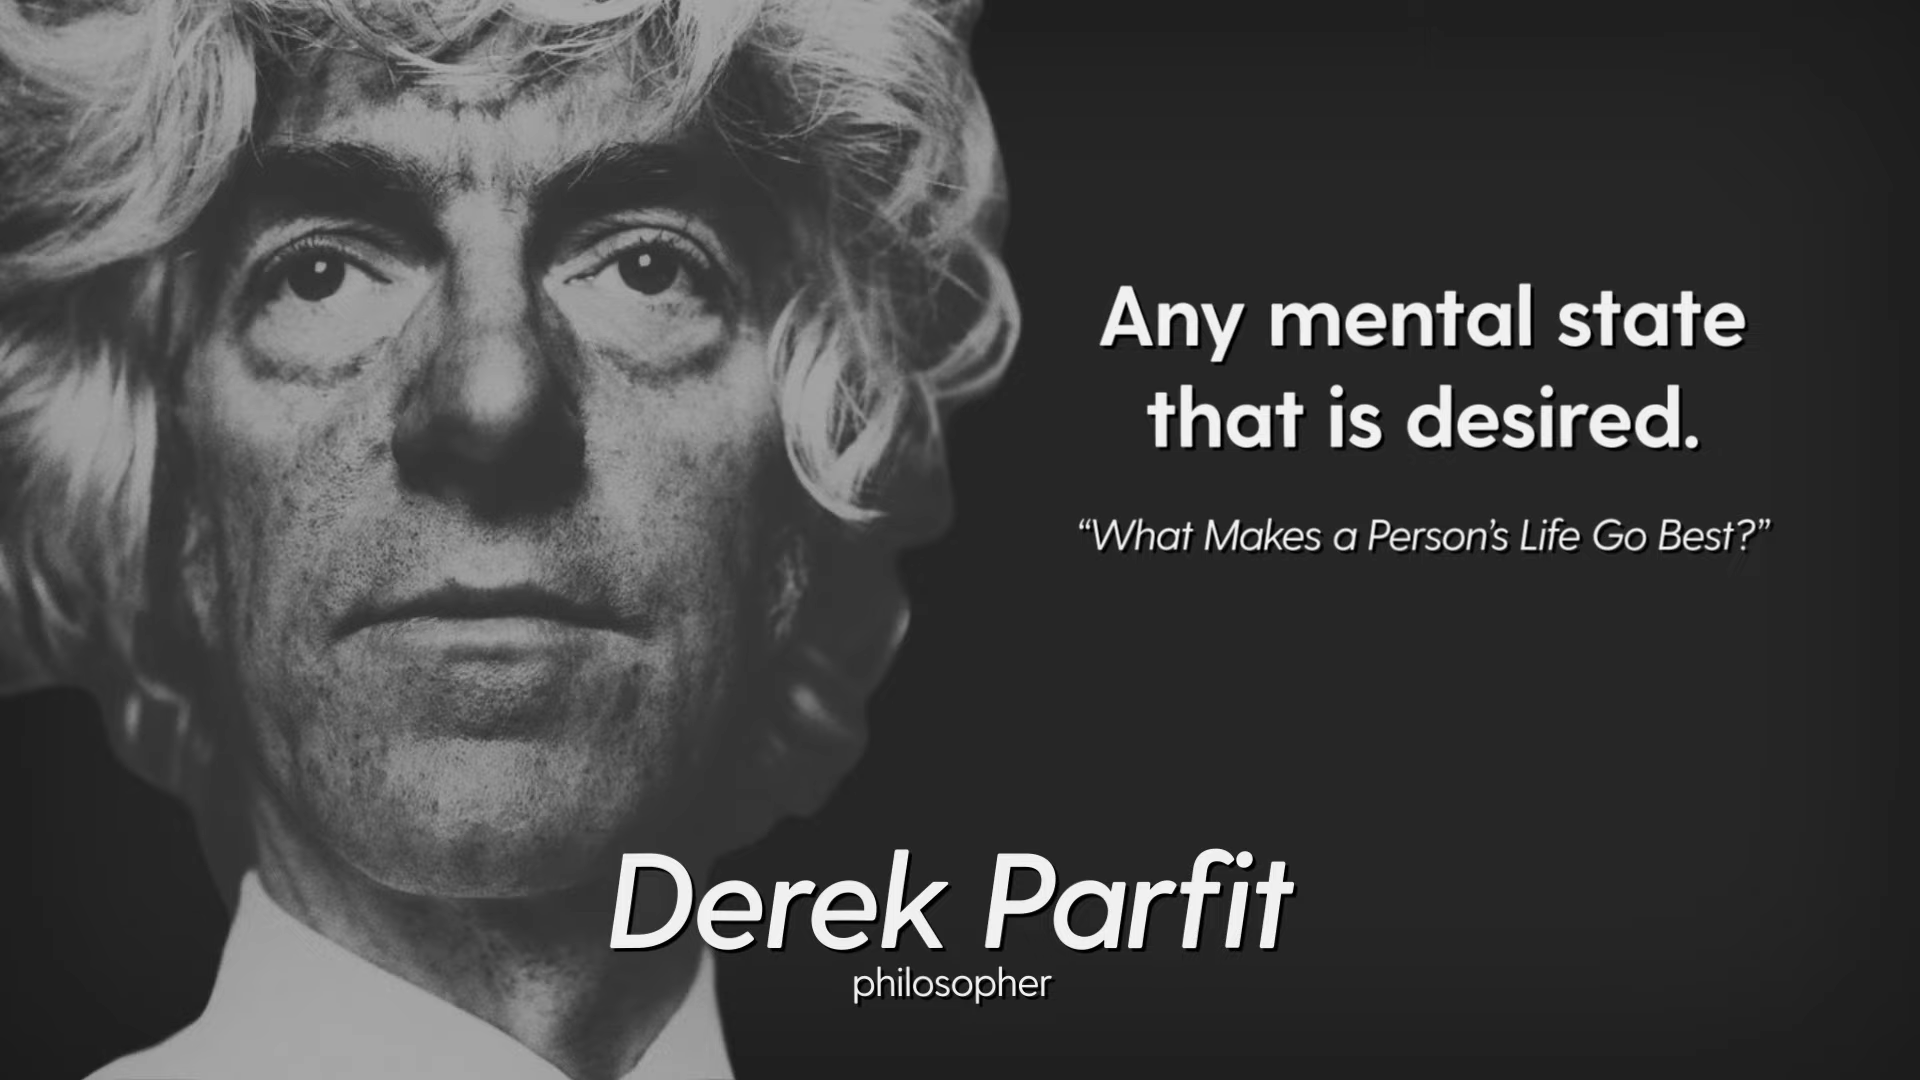 Any mental state
that is desired.
“What Makes a Person’s Life Go Best?”
Derek Parfit
philosopher